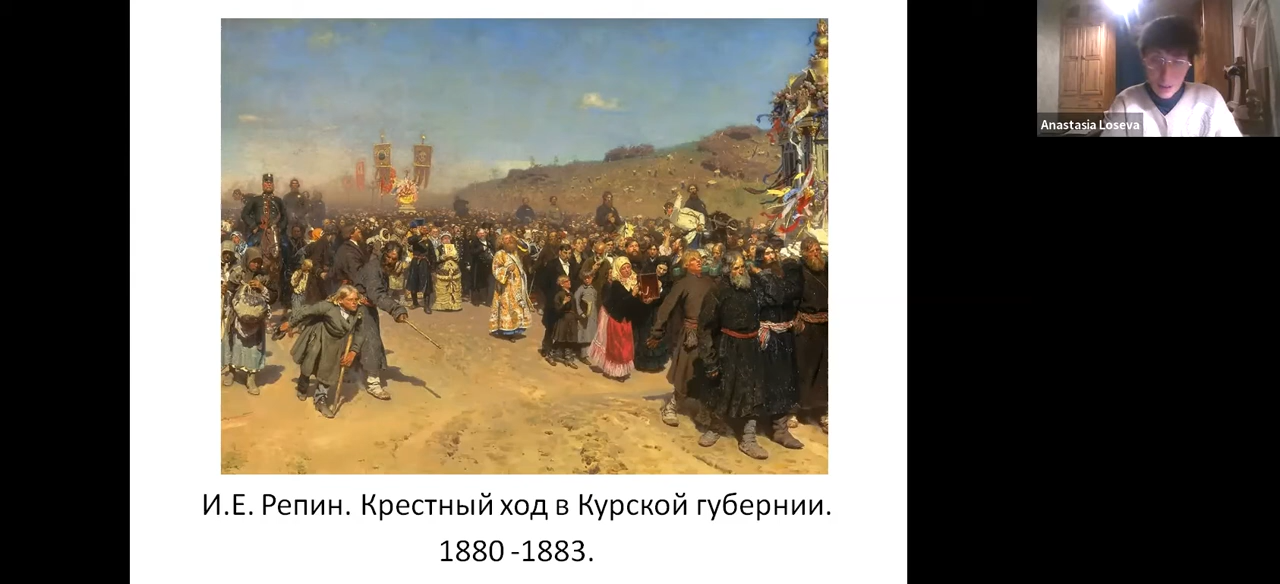 Anastasia Loseva
И.Е. Репин. Крестный ход в Курской губернии.
1880 -1883.